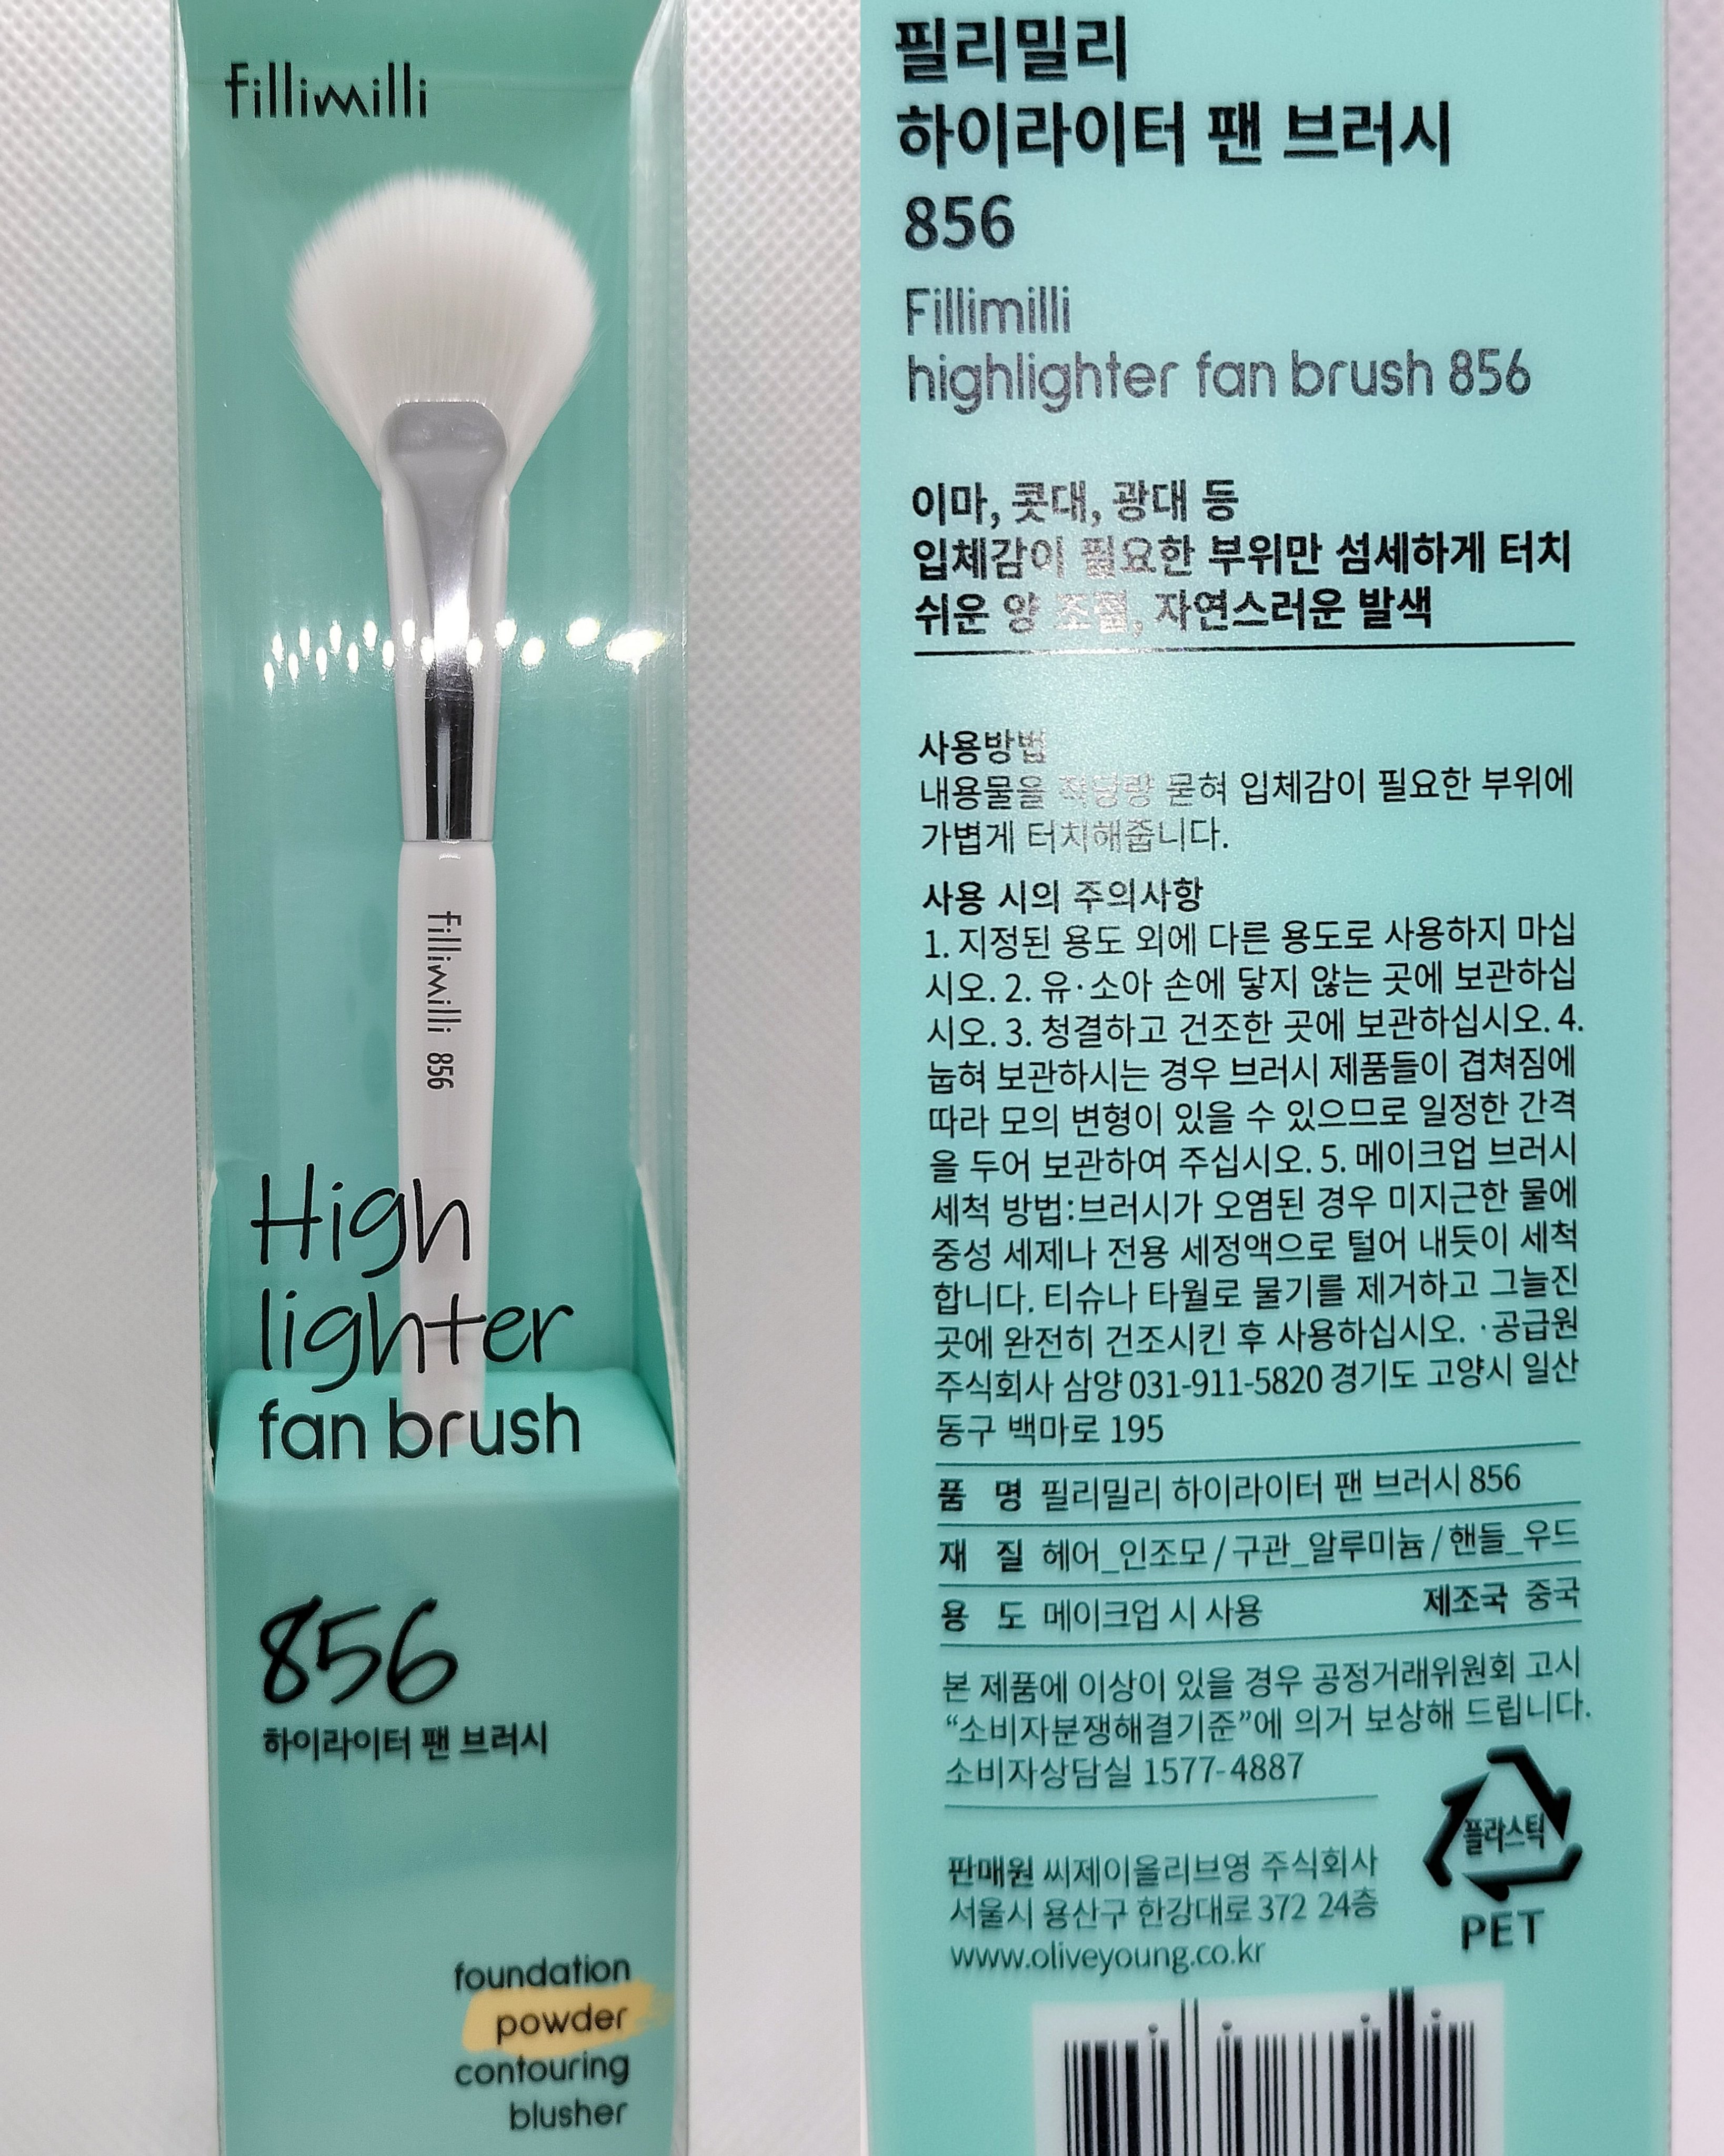 fillimilli
fillimilli 856
High
lighter
fan brush
856
하이라이터 팬 브러시
foundation
powder
contouring
blusher
필리밀리
하이라이터 팬 브러시
856
Fillimilli
highlighter fan brush 856
이마, 콧대, 광대 등
입체감이 필요한 부위만 섬세하게 터치
쉬운 양 조절, 자연스러운 발색
사용방법
내용물을 적당량 묻혀 입체감이 필요한 부위에
가볍게 터치해줍니다.
사용 시의 주의사항
1. 지정된 용도 외에 다른 용도로 사용하지 마십
시오. 2. 유·소아 손에 닿지 않는 곳에 보관하십
시오. 3. 청결하고 건조한 곳에 보관하십시오. 4.
눕혀 보관하시는 경우 브러시 제품들이 겹쳐짐에
따라 모의 변형이 있을 수 있으므로 일정한 간격
을 두어 보관하여 주십시오. 5. 메이크업 브러시
세척 방법:브러시가 오염된 경우 미지근한 물에
중성 세제나 전용 세정액으로 털어 내듯이 세척
합니다. 티슈나 타월로 물기를 제거하고 그늘진
곳에 완전히 건조시킨 후 사용하십시오. ·공급원
주식회사 삼양 031-911-5820 경기도 고양시 일산
동구 백마로 195
품 명 필리밀리 하이라이터 팬 브러시 856
재 질 헤어_인조모 / 구관_알루미늄 / 핸들_우드
용 도 메이크업 시 사용 제조국 중국
본 제품에 이상이 있을 경우 공정거래위원회 고시
“소비자분쟁해결기준”에 의거 보상해 드립니다.
소비자상담실 1577-4887
플라스틱
PET
판매원 씨제이올리브영 주식회사
서울시 용산구 한강대로 372 24층
www.oliveyoung.co.kr